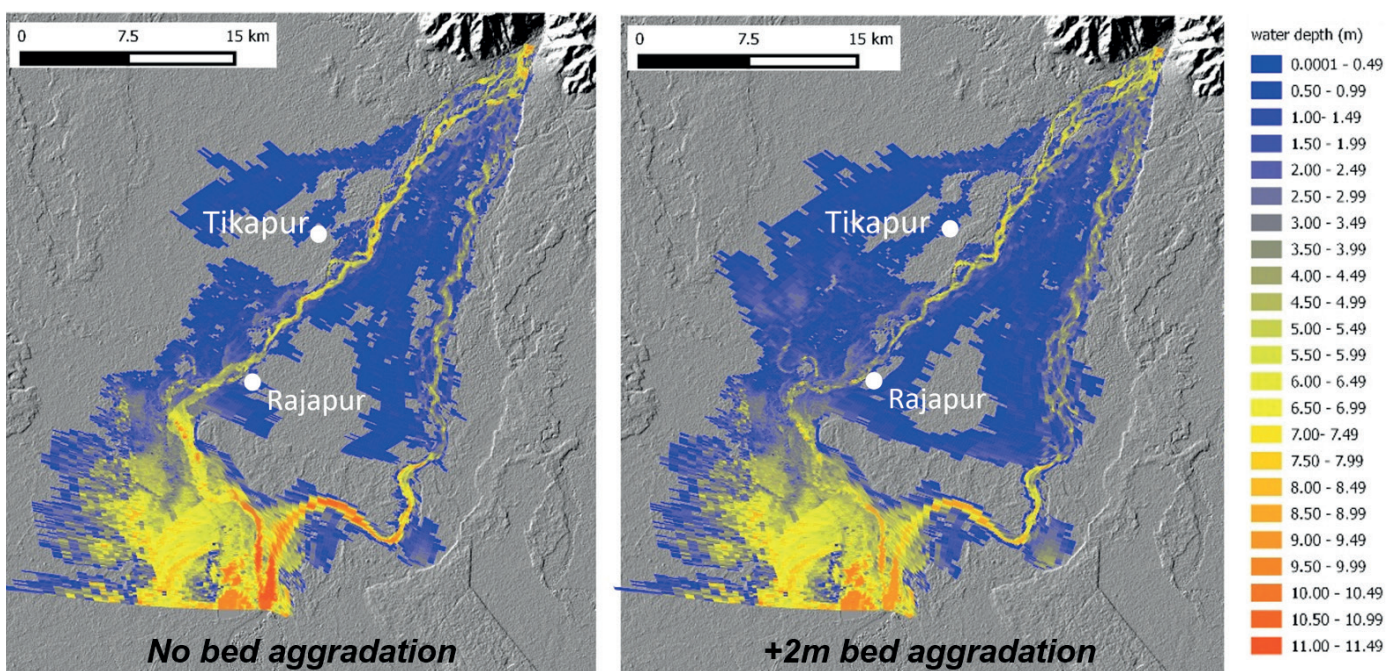 0 7.5 15 km
0 7.5 15 km
Tikapur
Rajapur
No bed aggradation
Tikapur
Rajapur
+2m bed aggradation
water depth (m)
0.0001 - 0.49
0.50 - 0.99
1.00- 1.49
1.50 - 1.99
2.00 - 2.49
2.50 - 2.99
3.00 - 3.49
3.50 - 3.99
4.00 - 4.49
4.50 - 4.99
5.00 - 5.49
5.50 - 5.99
6.00 - 6.49
6.50 - 6.99
7.00- 7.49
7.50 - 7.99
8.00 - 8.49
8.50 - 8.99
9.00 - 9.49
9.50 - 9.99
10.00 - 10.49
10.50 - 10.99
11.00 - 11.49